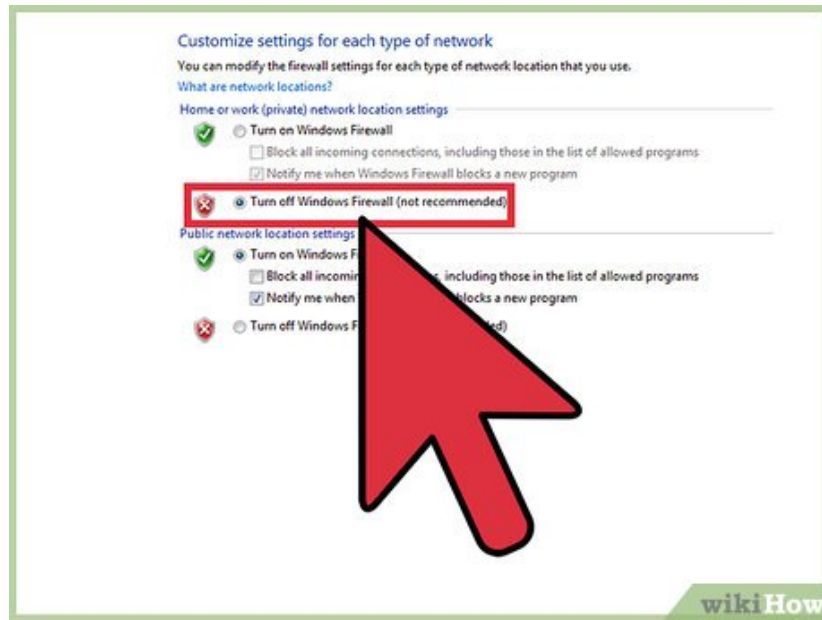 Customize settings for each type of network
You can modify the firewall settings for each type of network location that you use.
What are network locations?
Home or work (private) network location settings
Turn on Windows Firewall
Block all incoming connections, including those in the list of allowed programs
Notify me when Windows Firewall blocks a new program
Turn off Windows Firewall (not recommended)
Public network location settings
Turn on Windows F
Block all incomin s, including those in the list of allowed programs
Notify me when blocks a new program
Turn off Windows F ed)
wikiHow